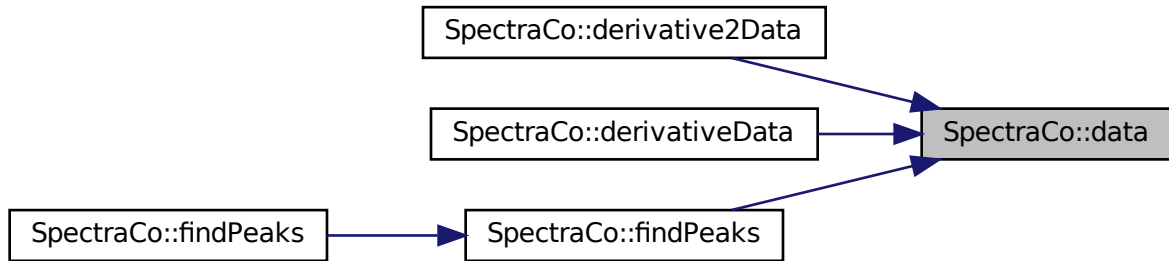 SpectraCo::derivative2Data
SpectraCo::derivativeData
SpectraCo::data
SpectraCo::findPeaks
SpectraCo::findPeaks